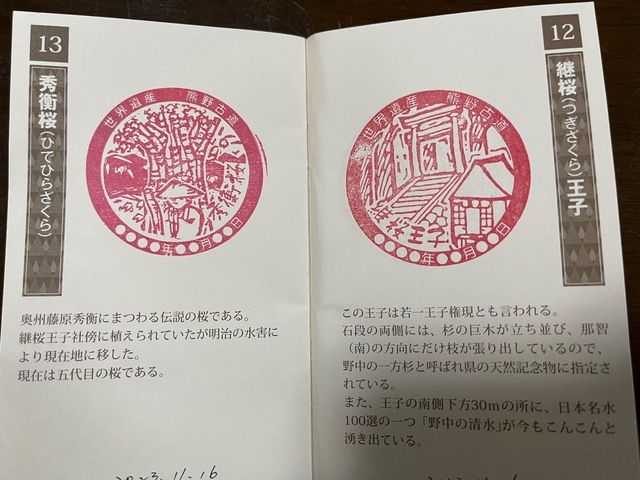 12
継桜（つぎざくら）王子
世界遺産 熊野古道
●●●●年●●月●●日
この王子は若一王子権現とも言われる。
石段の両側には、杉の巨木が立ち並び、那智
（南）の方向にだけ枝が張り出しているので、
野中の一方杉と呼ばれ県の天然記念物に指定さ
れている。
また、王子の南側下方30mの所に、日本名水
100選の一つ「野中の清水」が今もこんこんと
湧き出ている。
13
秀衡桜（ひでひらざくら）
世界遺産 熊野古道
●●●●年●●月●●日
奥州藤原秀衡にまつわる伝説の桜である。
継桜王子社傍に植えられていたが明治の水害に
より現在地に移した。
現在は五代目の桜である。
2023.11.16